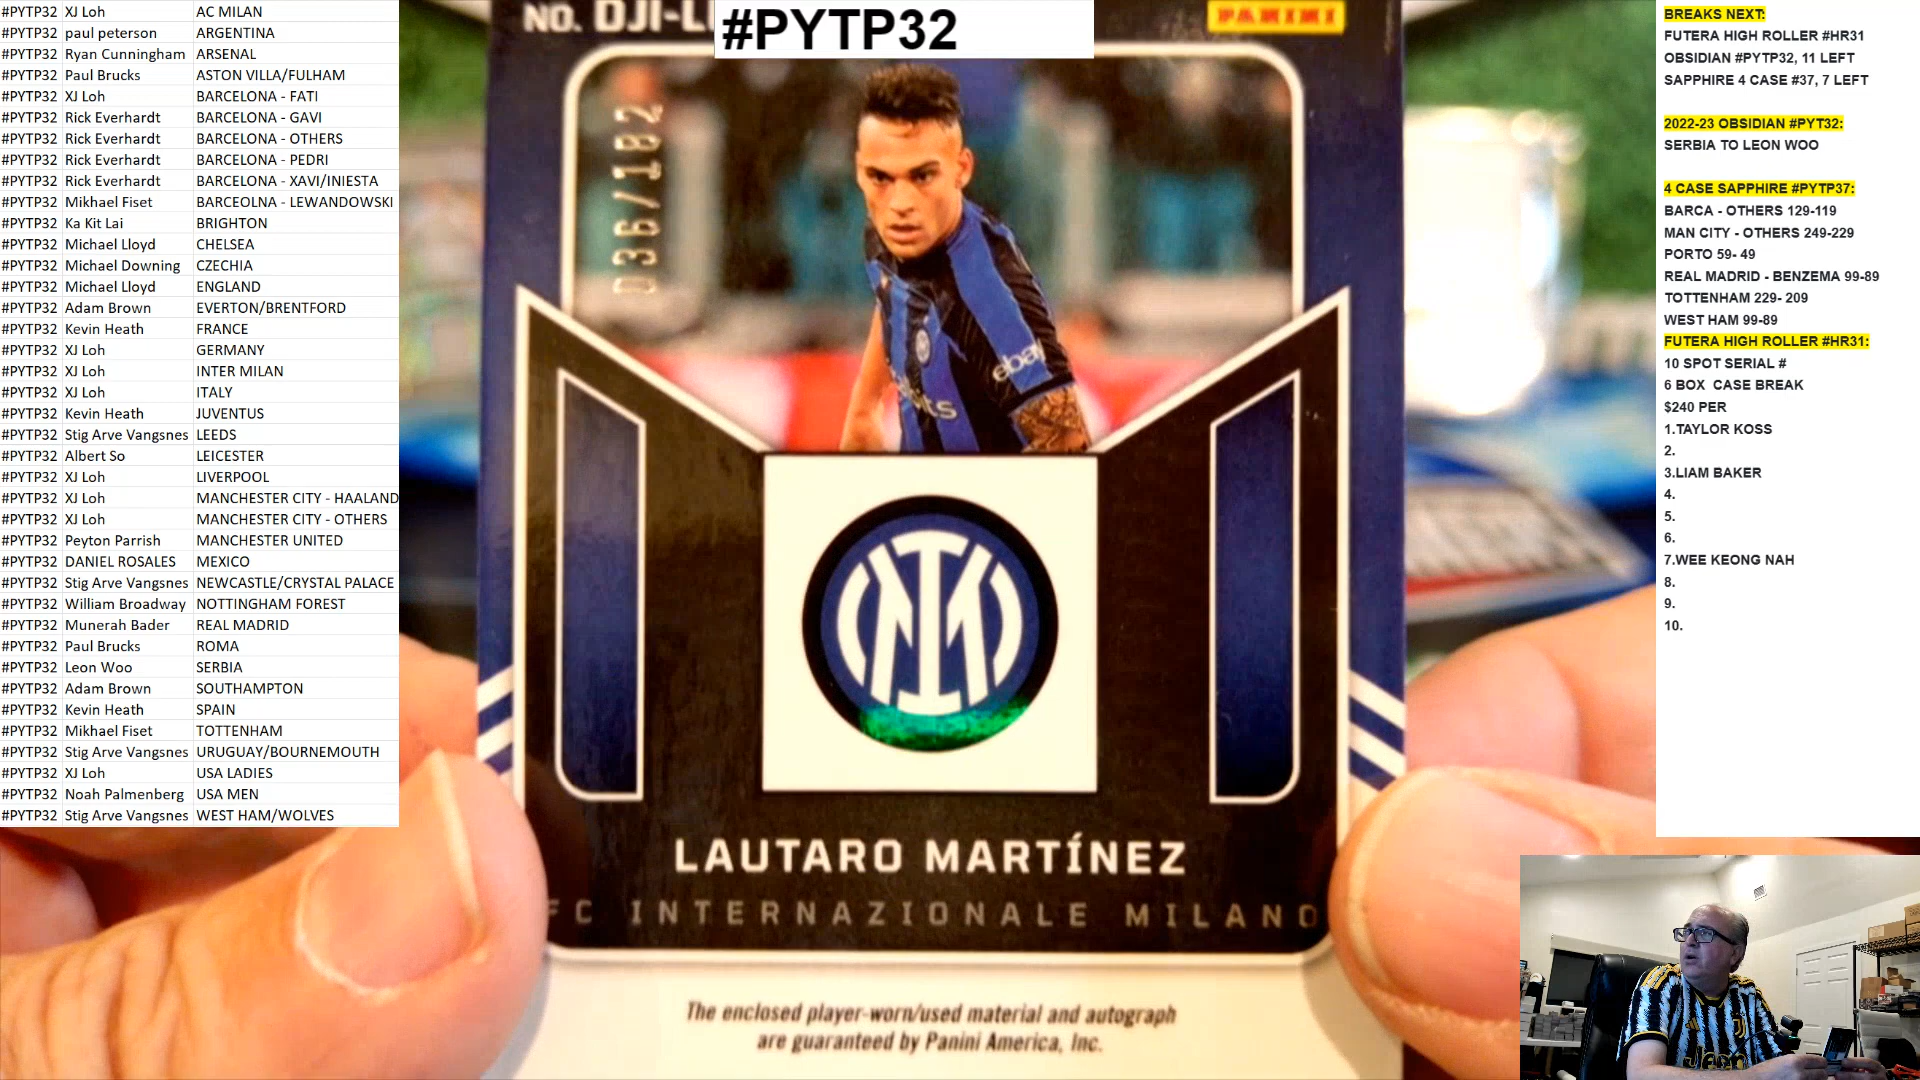 #PYTP32 XJ Loh AC MILAN
#PYTP32 paul peterson ARGENTINA
#PYTP32 Ryan Cunningham ARSENAL
#PYTP32 Paul Brucks ASTON VILLA/FULHAM
#PYTP32 XJ Loh BARCELONA - FATI
#PYTP32 Rick Everhardt BARCELONA - GAVI
#PYTP32 Rick Everhardt BARCELONA - OTHERS
#PYTP32 Rick Everhardt BARCELONA - PEDRI
#PYTP32 Rick Everhardt BARCELONA - XAVI/INIESTA
#PYTP32 Mikhael Fiset BARCEOLNA - LEWANDOWSKI
#PYTP32 Ka Kit Lai BRIGHTON
#PYTP32 Michael Lloyd CHELSEA
#PYTP32 Michael Downing CZECHIA
#PYTP32 Michael Lloyd ENGLAND
#PYTP32 Adam Brown EVERTON/BRENTFORD
#PYTP32 Kevin Heath FRANCE
#PYTP32 XJ Loh GERMANY
#PYTP32 XJ Loh INTER MILAN
#PYTP32 XJ Loh ITALY
#PYTP32 Kevin Heath JUVENTUS
#PYTP32 Stig Arve Vangsnes LEEDS
#PYTP32 Albert So LEICESTER
#PYTP32 XJ Loh LIVERPOOL
#PYTP32 XJ Loh MANCHESTER CITY - HAALAND
#PYTP32 XJ Loh MANCHESTER CITY - OTHERS
#PYTP32 Peyton Parrish MANCHESTER UNITED
#PYTP32 DANIEL ROSALES MEXICO
#PYTP32 Stig Arve Vangsnes NEWCASTLE/CRYSTAL PALACE
#PYTP32 William Broadway NOTTINGHAM FOREST
#PYTP32 Munerah Bader REAL MADRID
#PYTP32 Paul Brucks ROMA
#PYTP32 Leon Woo SERBIA
#PYTP32 Adam Brown SOUTHAMPTON
#PYTP32 Kevin Heath SPAIN
#PYTP32 Mikhael Fiset TOTTENHAM
#PYTP32 Stig Arve Vangsnes URUGUAY/BOURNEMOUTH
#PYTP32 XJ Loh USA LADIES
#PYTP32 Noah Palmenberg USA MEN
#PYTP32 Stig Arve Vangsnes WEST HAM/WOLVES
#PYTP32
NO. DJI-L
PANINI
036/182
ebay
LAUTARO MARTÍNEZ
FC INTERNAZIONALE MILANO
The enclosed player-worn/used material and autograph
are guaranteed by Panini America, Inc.
BREAKS NEXT:
FUTERA HIGH ROLLER #HR31
OBSIDIAN #PYTP32, 11 LEFT
SAPPHIRE 4 CASE #37, 7 LEFT
2022-23 OBSIDIAN #PYT32:
SERBIA TO LEON WOO
4 CASE SAPPHIRE #PYTP37:
BARCA - OTHERS 129-119
MAN CITY - OTHERS 249-229
PORTO 59- 49
REAL MADRID - BENZEMA 99-89
TOTTENHAM 229- 209
WEST HAM 99-89
FUTERA HIGH ROLLER #HR31:
10 SPOT SERIAL #
6 BOX CASE BREAK
$240 PER
1.TAYLOR KOSS
2.
3.LIAM BAKER
4.
5.
6.
7.WEE KEONG NAH
8.
9.
10.